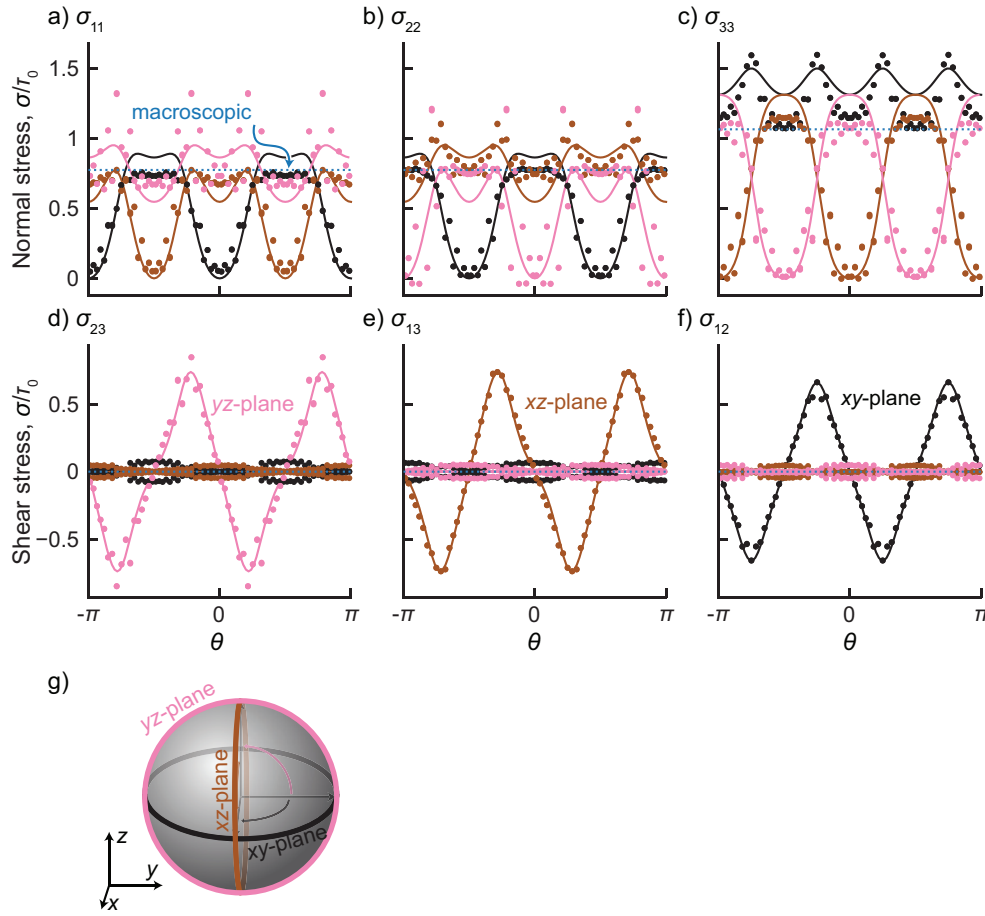 a) σ11
b) σ22
c) σ33
Normal stress, σ/τ0
1.5
1
0.5
0
macroscopic
d) σ23
e) σ13
f) σ12
Shear stress, σ/τ0
0.5
0
−0.5
yz-plane
xz-plane
xy-plane
-π 0 π
-π 0 π
-π 0 π
θ
θ
θ
g)
yz-plane
xz-plane
xy-plane
z
y
x